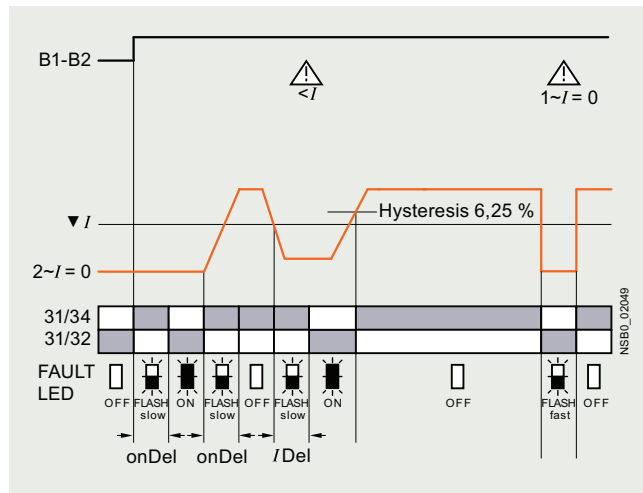 B1-B2
<I
1~I = 0
▼ I
Hysteresis 6,25 %
2~I = 0
31/34
31/32
NSB0_02049
FAULT
LED
OFF FLASH ON FLASH OFF FLASH ON OFF FLASH OFF
slow slow slow fast
onDel onDel I Del